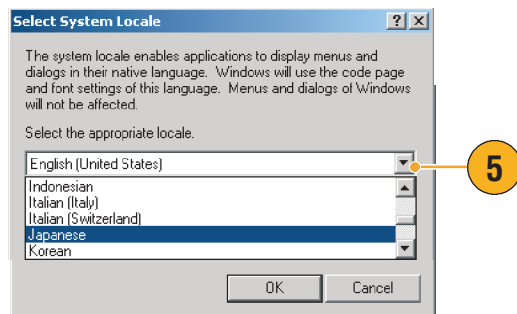 Select System Locale
The system locale enables applications to display menus and
dialogs in their native language. Windows will use the code page
and font settings of this language. Menus and dialogs of Windows
will not be affected.
Select the appropriate locale.
English (United States)
5
Indonesian
Italian (Italy)
Italian (Switzerland)
Japanese
Korean
OK
Cancel